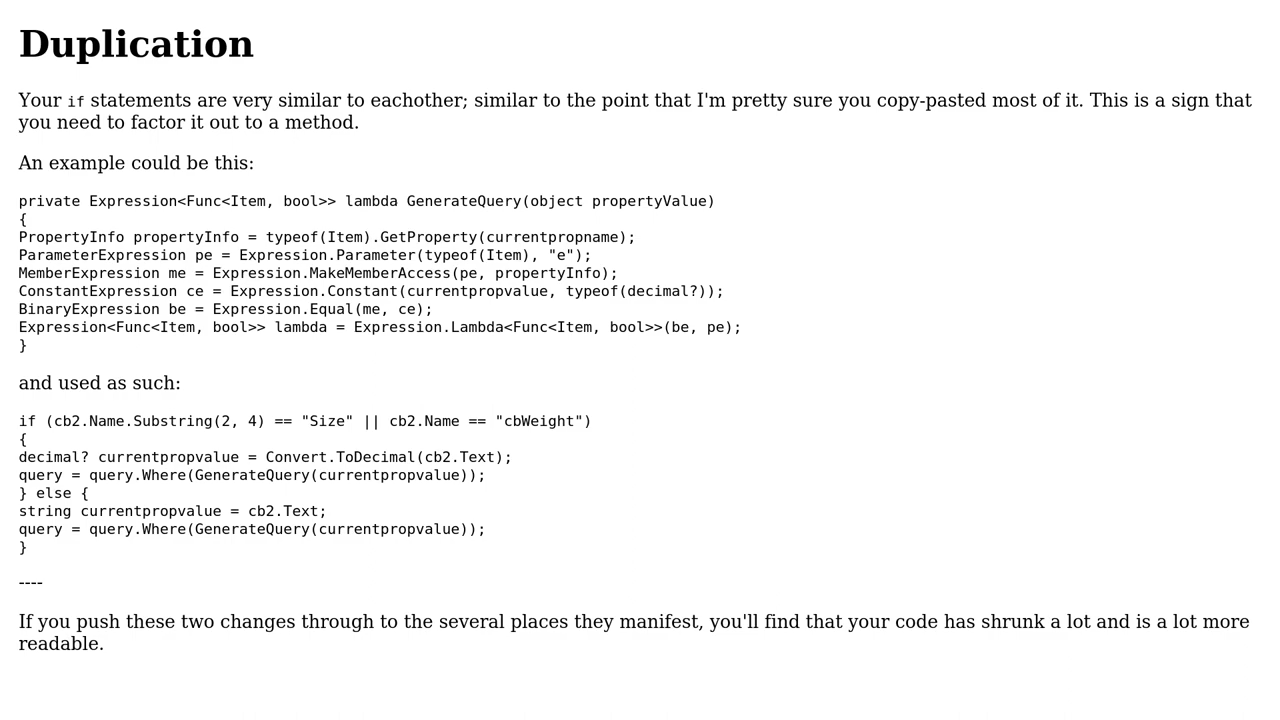 Duplication
Your if statements are very similar to eachother; similar to the point that I'm pretty sure you copy-pasted most of it. This is a sign that
you need to factor it out to a method.
An example could be this:
private Expression<Func<Item, bool>> lambda GenerateQuery(object propertyValue)
{
PropertyInfo propertyInfo = typeof(Item).GetProperty(currentpropname);
ParameterExpression pe = Expression.Parameter(typeof(Item), "e");
MemberExpression me = Expression.MakeMemberAccess(pe, propertyInfo);
ConstantExpression ce = Expression.Constant(currentpropvalue, typeof(decimal?));
BinaryExpression be = Expression.Equal(me, ce);
Expression<Func<Item, bool>> lambda = Expression.Lambda<Func<Item, bool>>(be, pe);
}
and used as such:
if (cb2.Name.Substring(2, 4) == "Size" || cb2.Name == "cbWeight")
{
decimal? currentpropvalue = Convert.ToDecimal(cb2.Text);
query = query.Where(GenerateQuery(currentpropvalue));
} else {
string currentpropvalue = cb2.Text;
query = query.Where(GenerateQuery(currentpropvalue));
}
----
If you push these two changes through to the several places they manifest, you'll find that your code has shrunk a lot and is a lot more
readable.